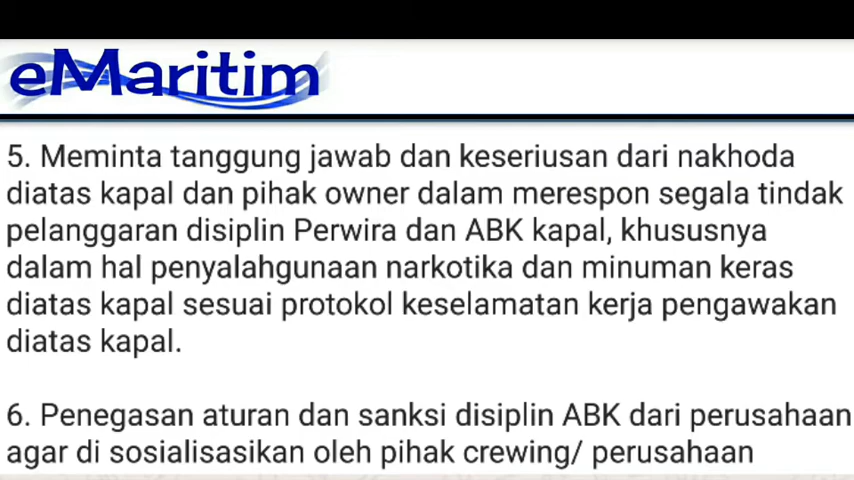 eMaritim
5. Meminta tanggung jawab dan keseriusan dari nakhoda
diatas kapal dan pihak owner dalam merespon segala tindak
pelanggaran disiplin Perwira dan ABK kapal, khususnya
dalam hal penyalahgunaan narkotika dan minuman keras
diatas kapal sesuai protokol keselamatan kerja pengawakan
diatas kapal.
6. Penegasan aturan dan sanksi disiplin ABK dari perusahaan
agar di sosialisasikan oleh pihak crewing/ perusahaan